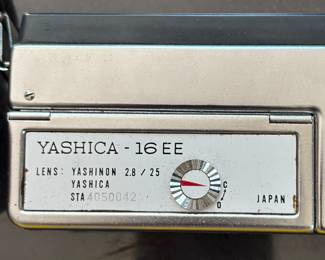 YASHICA - 16 EE
LENS: YASHINON 2.8 / 25
YASHICA
STA 4050042
C
O
JAPAN